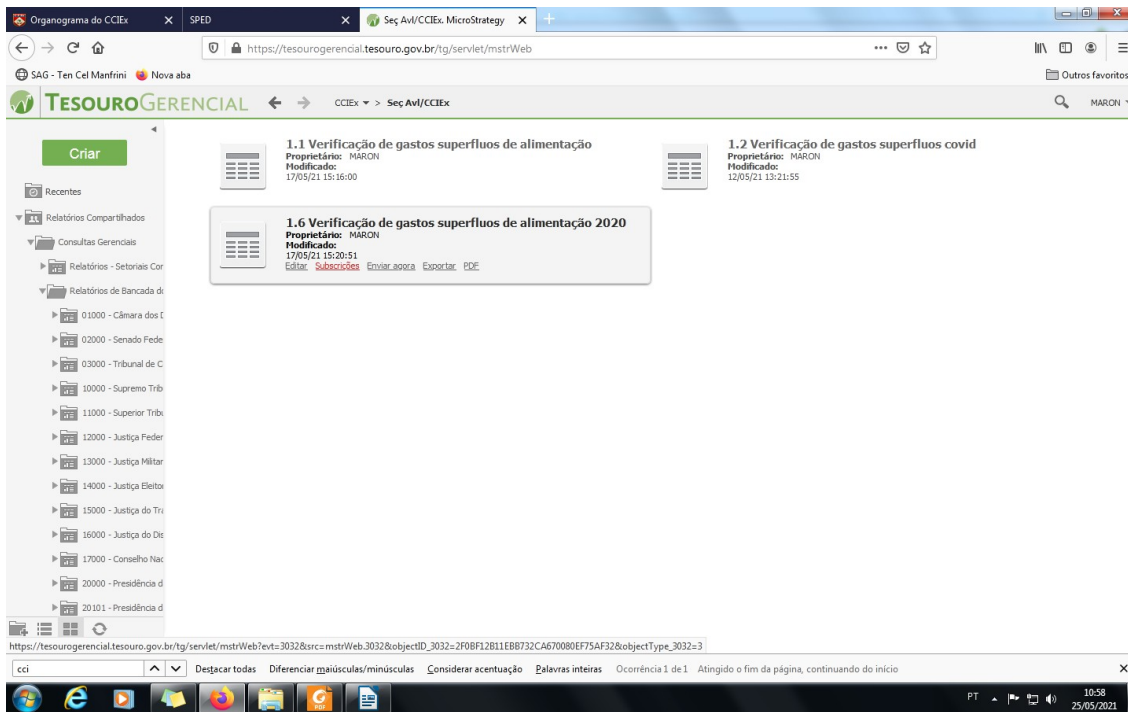 Organograma do CCIEx
SPED
Seç Avl/CCIEx. MicroStrategy
https://tesourogerencial.tesouro.gov.br/tg/servlet/mstrWeb
SAG - Ten Cel Manfrini
Nova aba
Outros favoritos
TESOUROGERENCIAL
CCIEx > Seç Avl/CCIEx
MARON
Criar
Recentes
Relatórios Compartilhados
Consultas Gerenciais
Relatórios - Setoriais Cor
Relatórios de Bancada do
01000 - Câmara dos D
02000 - Senado Fede
03000 - Tribunal de C
10000 - Supremo Trib
11000 - Superior Tribu
12000 - Justiça Feder
13000 - Justiça Militar
14000 - Justiça Eleitor
15000 - Justiça do Tra
16000 - Justiça do Dis
17000 - Conselho Nac
20000 - Presidência d
20101 - Presidência d
1.1 Verificação de gastos superfluos de alimentação
Proprietário: MARON
Modificado:
17/05/21 15:16:00
1.2 Verificação de gastos superfluos covid
Proprietário: MARON
Modificado:
12/05/21 13:21:55
1.6 Verificação de gastos superfluos de alimentação 2020
Proprietário: MARON
Modificado:
17/05/21 15:20:51
Editar Subscrições Enviar agora Exportar PDF
https://tesourogerencial.tesouro.gov.br/tg/servlet/mstrWeb?evt=3032&src=mstrWeb.3032&objectID_3032=2F0BF12B11EBB732CA670080EF75AF32&objectType_3032=3
cci
Destacar todas Diferenciar maiúsculas/minúsculas Considerar acentuação Palavras inteiras Ocorrência 1 de 1 Atingido o fim da página, continuando do início
PT
10:58
25/05/2021